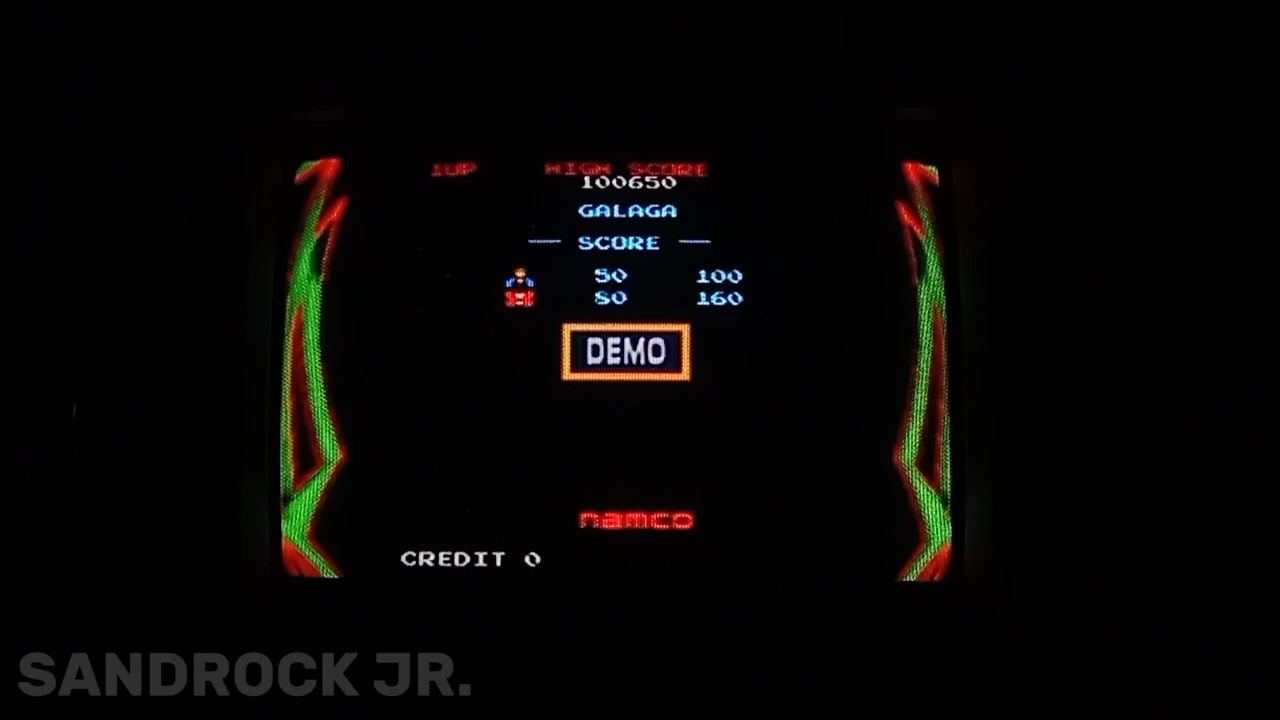 1UP HIGH SCORE
100650
GALAGA
— SCORE —
50 100
80 160
DEMO
namco
CREDIT 0
SANDROCK JR.